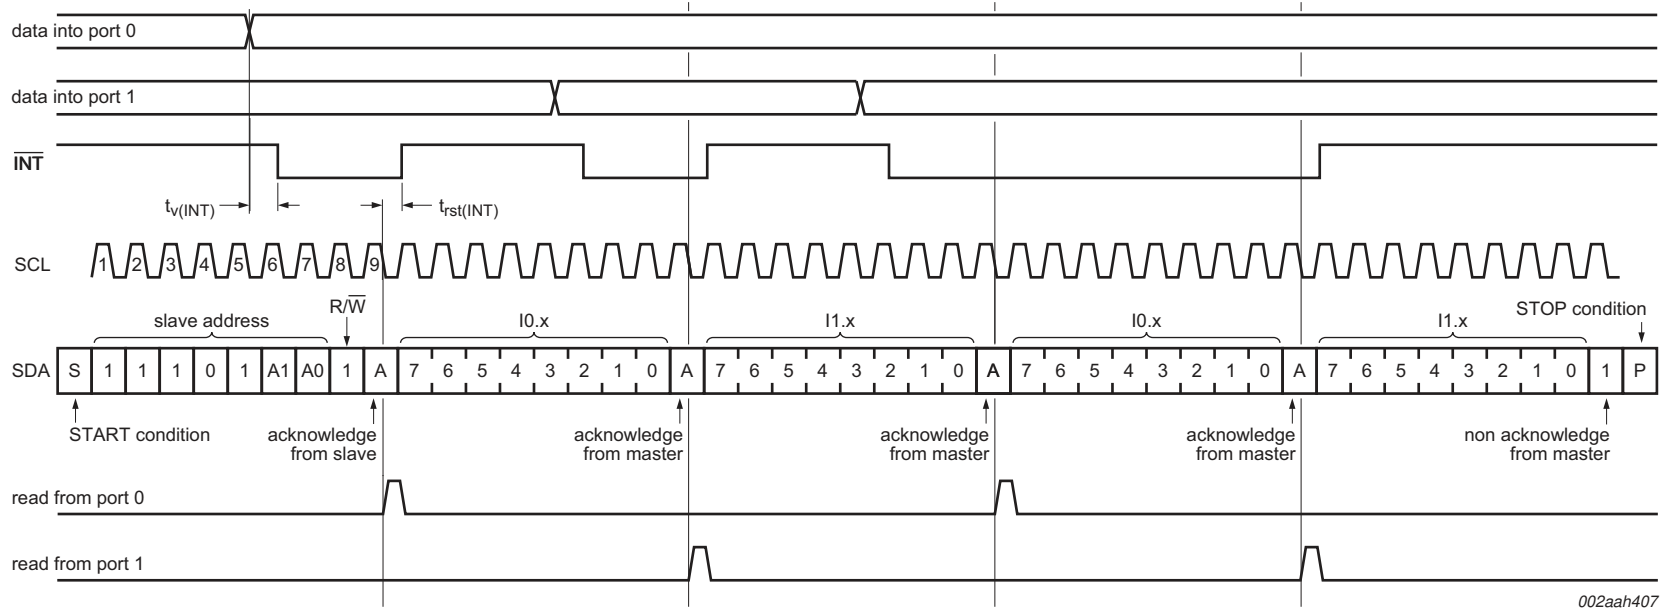 data into port 0
data into port 1
INT
tv(INT) trst(INT)
SCL 1 2 3 4 5 6 7 8 9
R/W STOP condition
slave address I0.x I1.x I0.x I1.x
SDA S 1 1 1 0 1 A1 A0 1 A 7 6 5 4 3 2 1 0 A 7 6 5 4 3 2 1 0 A 7 6 5 4 3 2 1 0 A 7 6 5 4 3 2 1 0 1 P
START condition acknowledge acknowledge acknowledge acknowledge non acknowledge
from slave from master from master from master from master
read from port 0
read from port 1
002aah407